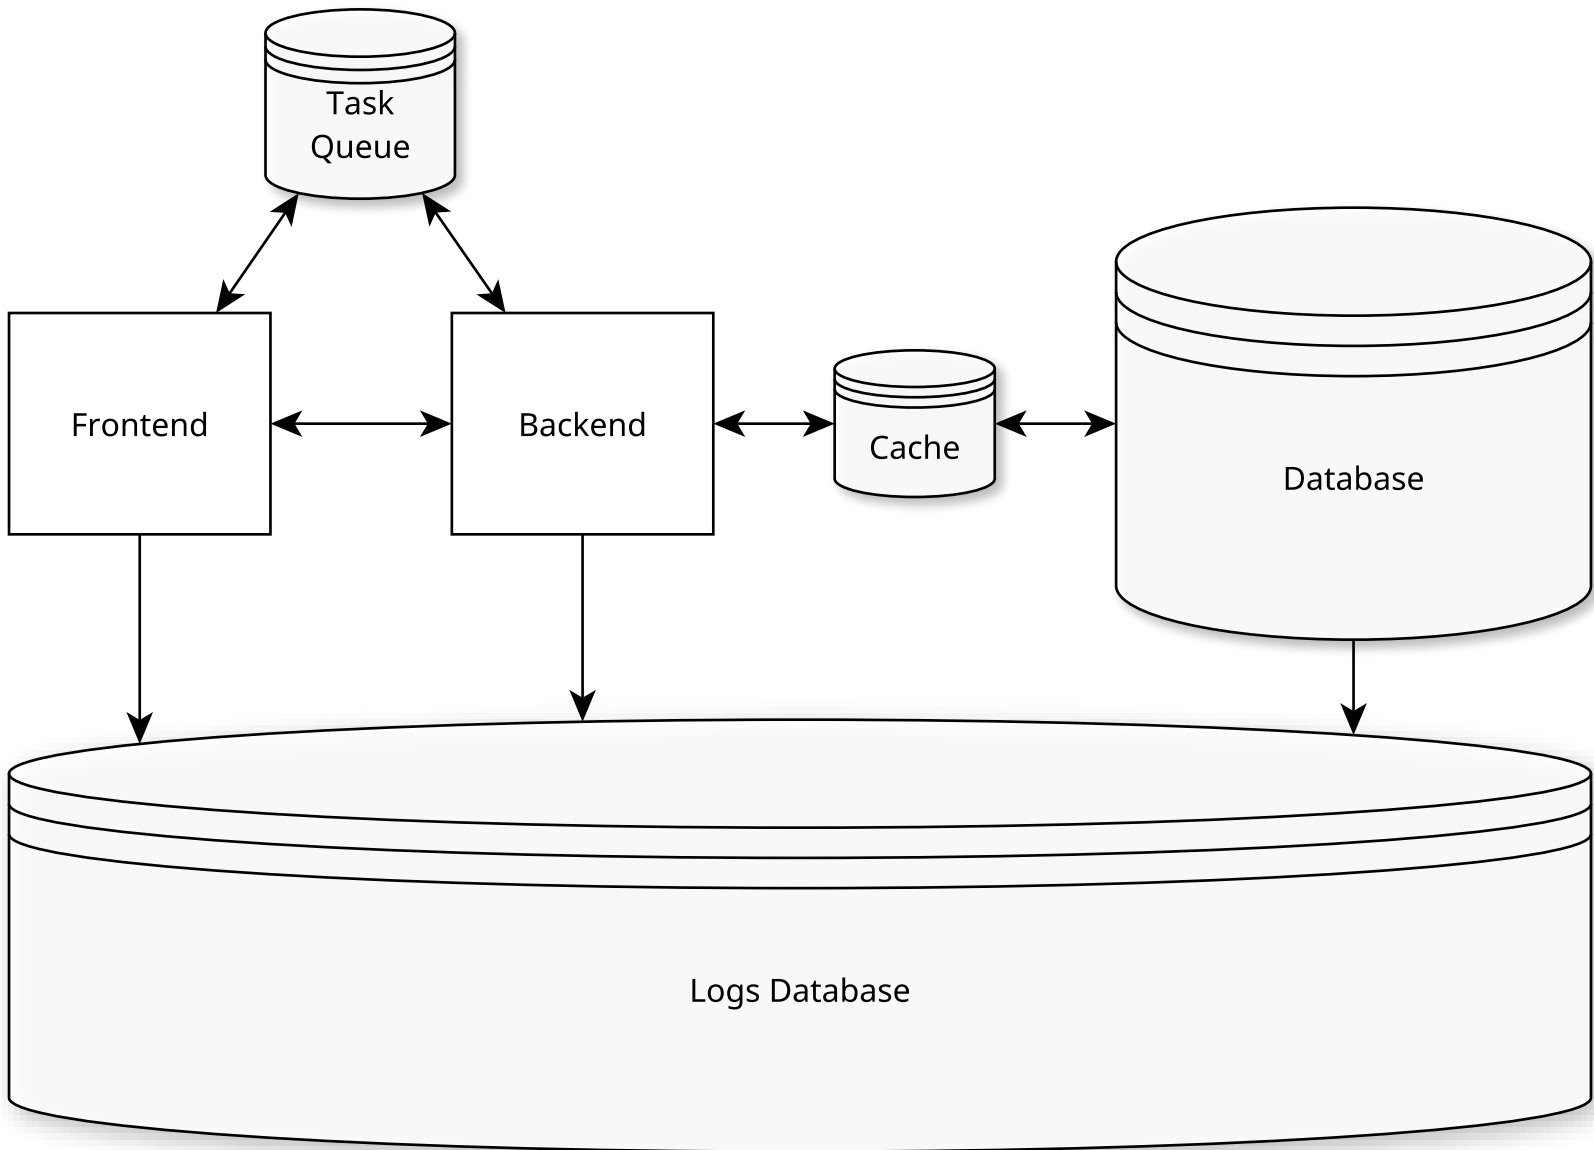 Task
Queue
Frontend
Backend
Cache
Database
Logs Database